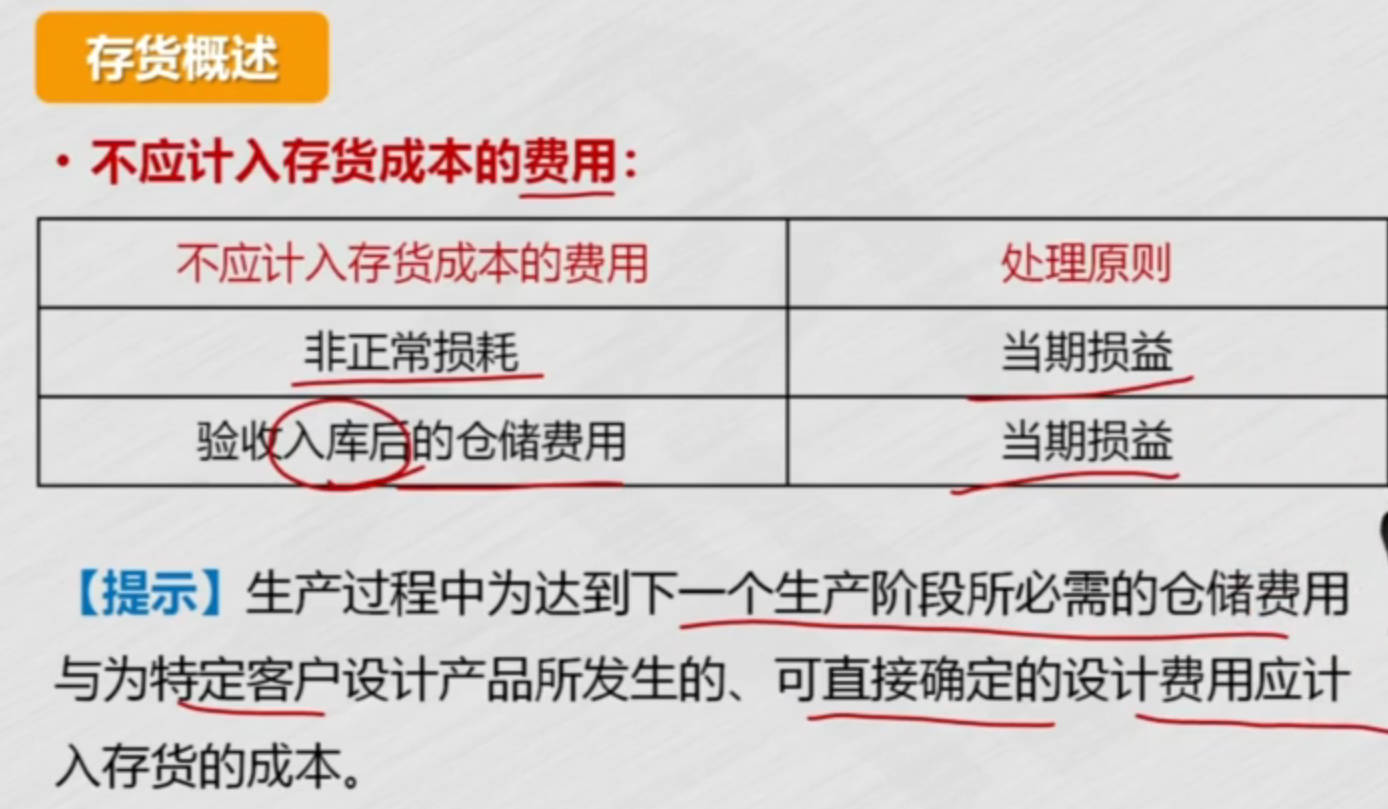 存货概述
•不应计入存货成本的费用：
不应计入存货成本的费用 处理原则
非正常损耗 当期损益
验收入库后的仓储费用 当期损益
【提示】生产过程中为达到下一个生产阶段所必需的仓储费用
与为特定客户设计产品所发生的、可直接确定的设计费用应计
入存货的成本。